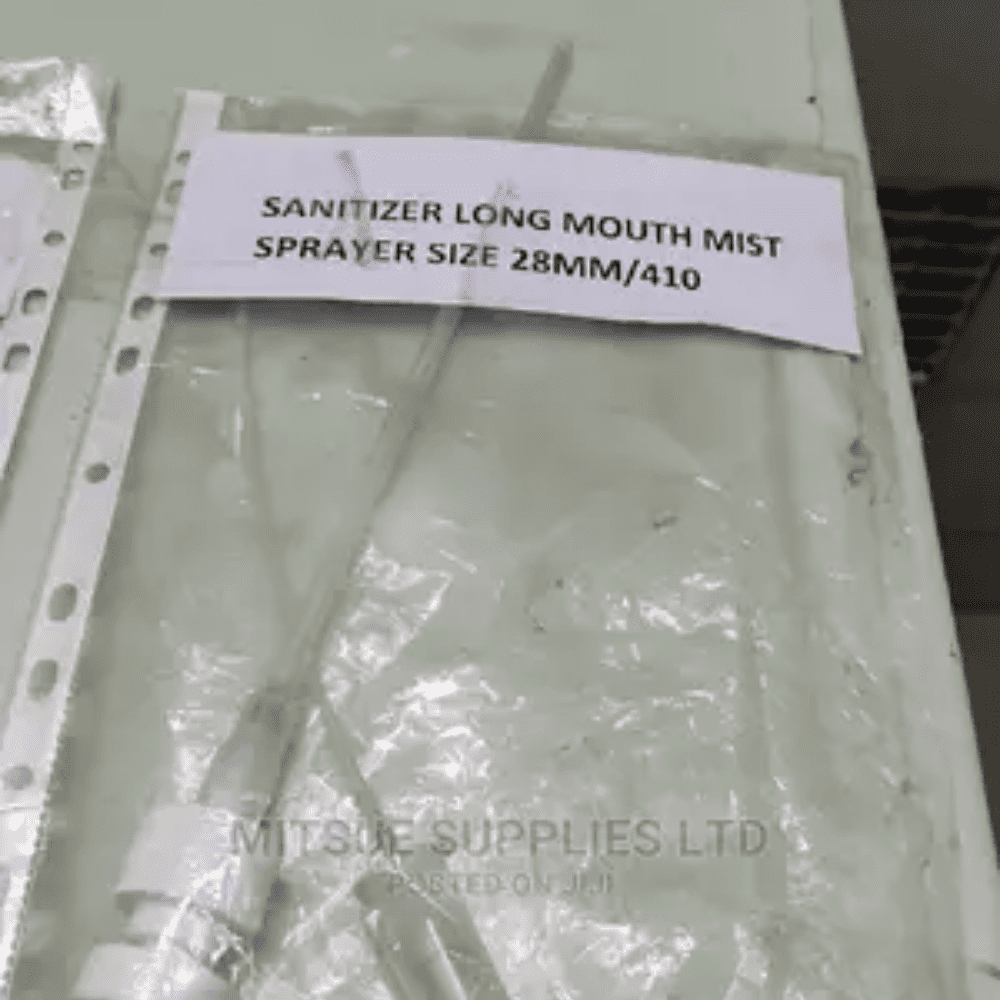 SANITIZER LONG MOUTH MIST
SPRAYER SIZE 28MM/410
MITSUE SUPPLIES LTD
POSTED ON JIJI